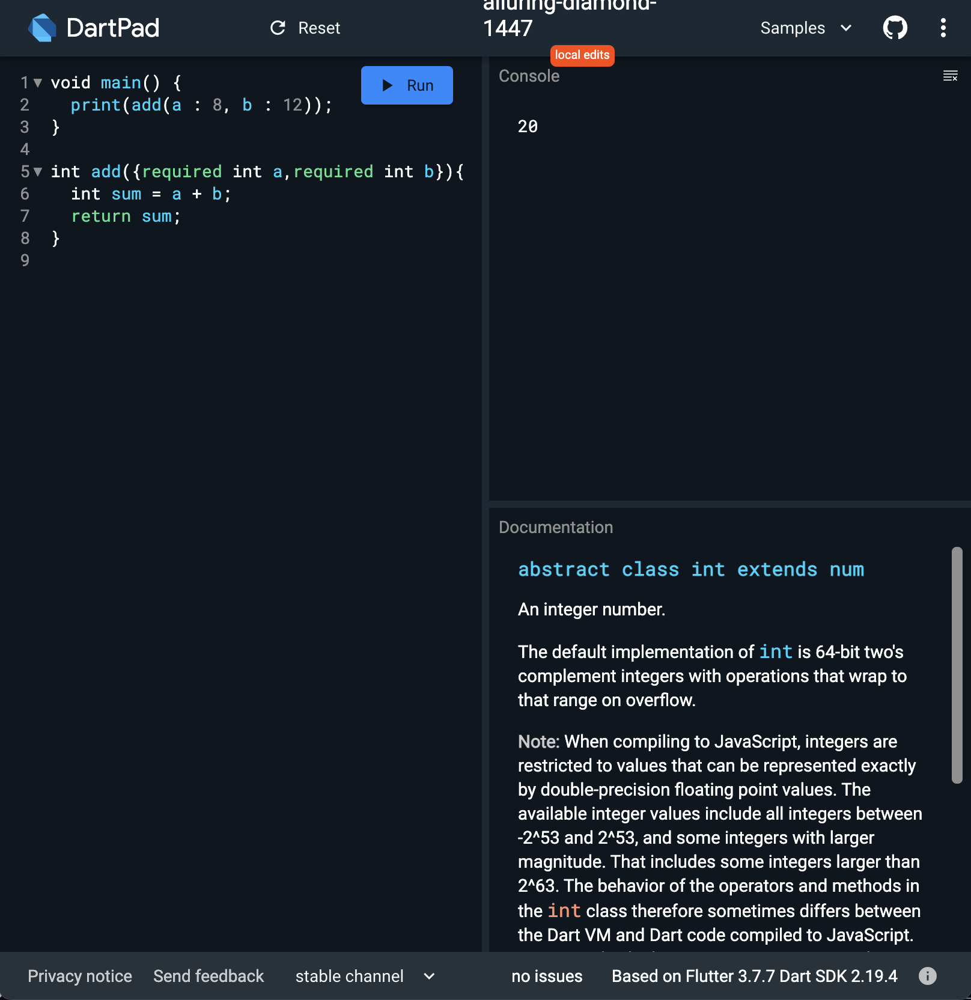 DartPad
Reset
alluring-diamond-
1447
local edits
Samples
1 void main() {
2   print(add(a : 8, b : 12));
3 }
4
5 int add({required int a,required int b}){
6   int sum = a + b;
7   return sum;
8 }
9
Run
Console
20
Documentation
abstract class int extends num
An integer number.
The default implementation of int is 64-bit two's
complement integers with operations that wrap to
that range on overflow.
Note: When compiling to JavaScript, integers are
restricted to values that can be represented exactly
by double-precision floating point values. The
available integer values include all integers between
-2^53 and 2^53, and some integers with larger
magnitude. That includes some integers larger than
2^63. The behavior of the operators and methods in
the int class therefore sometimes differs between
the Dart VM and Dart code compiled to JavaScript.
Privacy notice
Send feedback
stable channel
no issues
Based on Flutter 3.7.7 Dart SDK 2.19.4